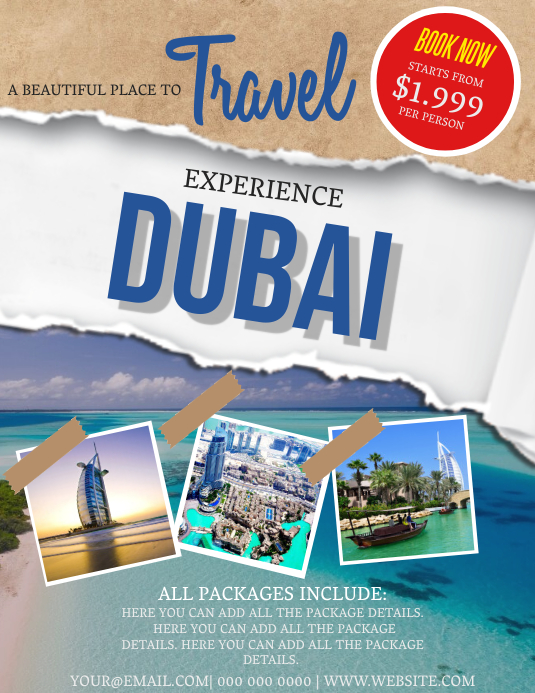 A BEAUTIFUL PLACE TO Travel
BOOK NOW
STARTS FROM
$1.999
PER PERSON
EXPERIENCE
DUBAI
ALL PACKAGES INCLUDE:
HERE YOU CAN ADD ALL THE PACKAGE DETAILS.
HERE YOU CAN ADD ALL THE PACKAGE
DETAILS. HERE YOU CAN ADD ALL THE PACKAGE
DETAILS.
YOUR@EMAIL.COM| 000 000 0000 | WWW.WEBSITE.COM